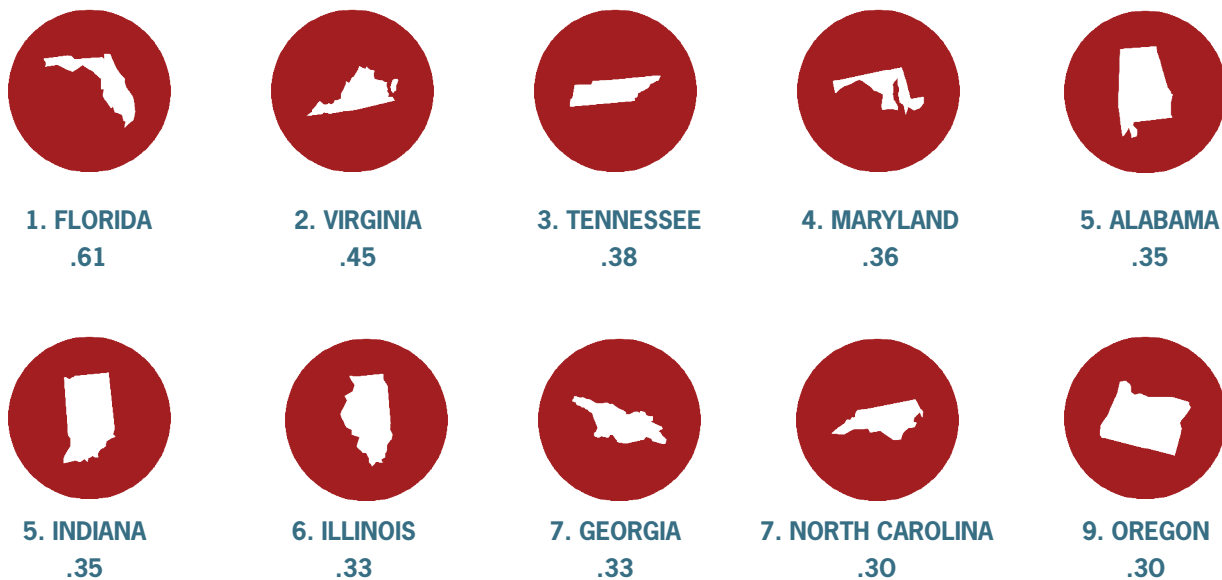 1. FLORIDA
.61
2. VIRGINIA
.45
3. TENNESSEE
.38
4. MARYLAND
.36
5. ALABAMA
.35
5. INDIANA
.35
6. ILLINOIS
.33
7. GEORGIA
.33
7. NORTH CAROLINA
.30
9. OREGON
.30